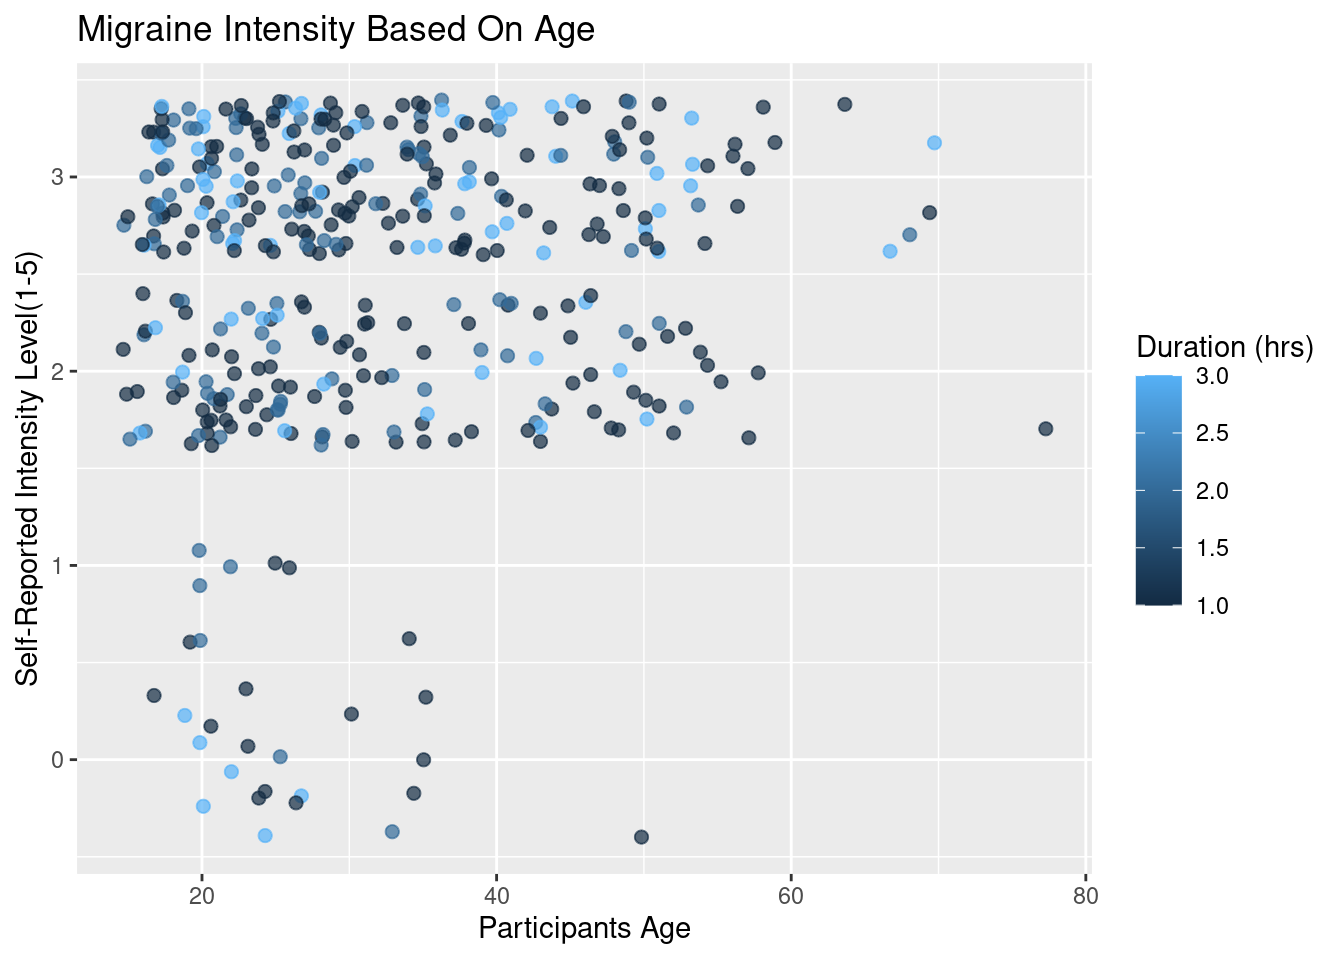 Migraine Intensity Based On Age
Self-Reported Intensity Level(1-5)
3
2
1
0
20 40 60 80
Participants Age
Duration (hrs)
3.0
2.5
2.0
1.5
1.0